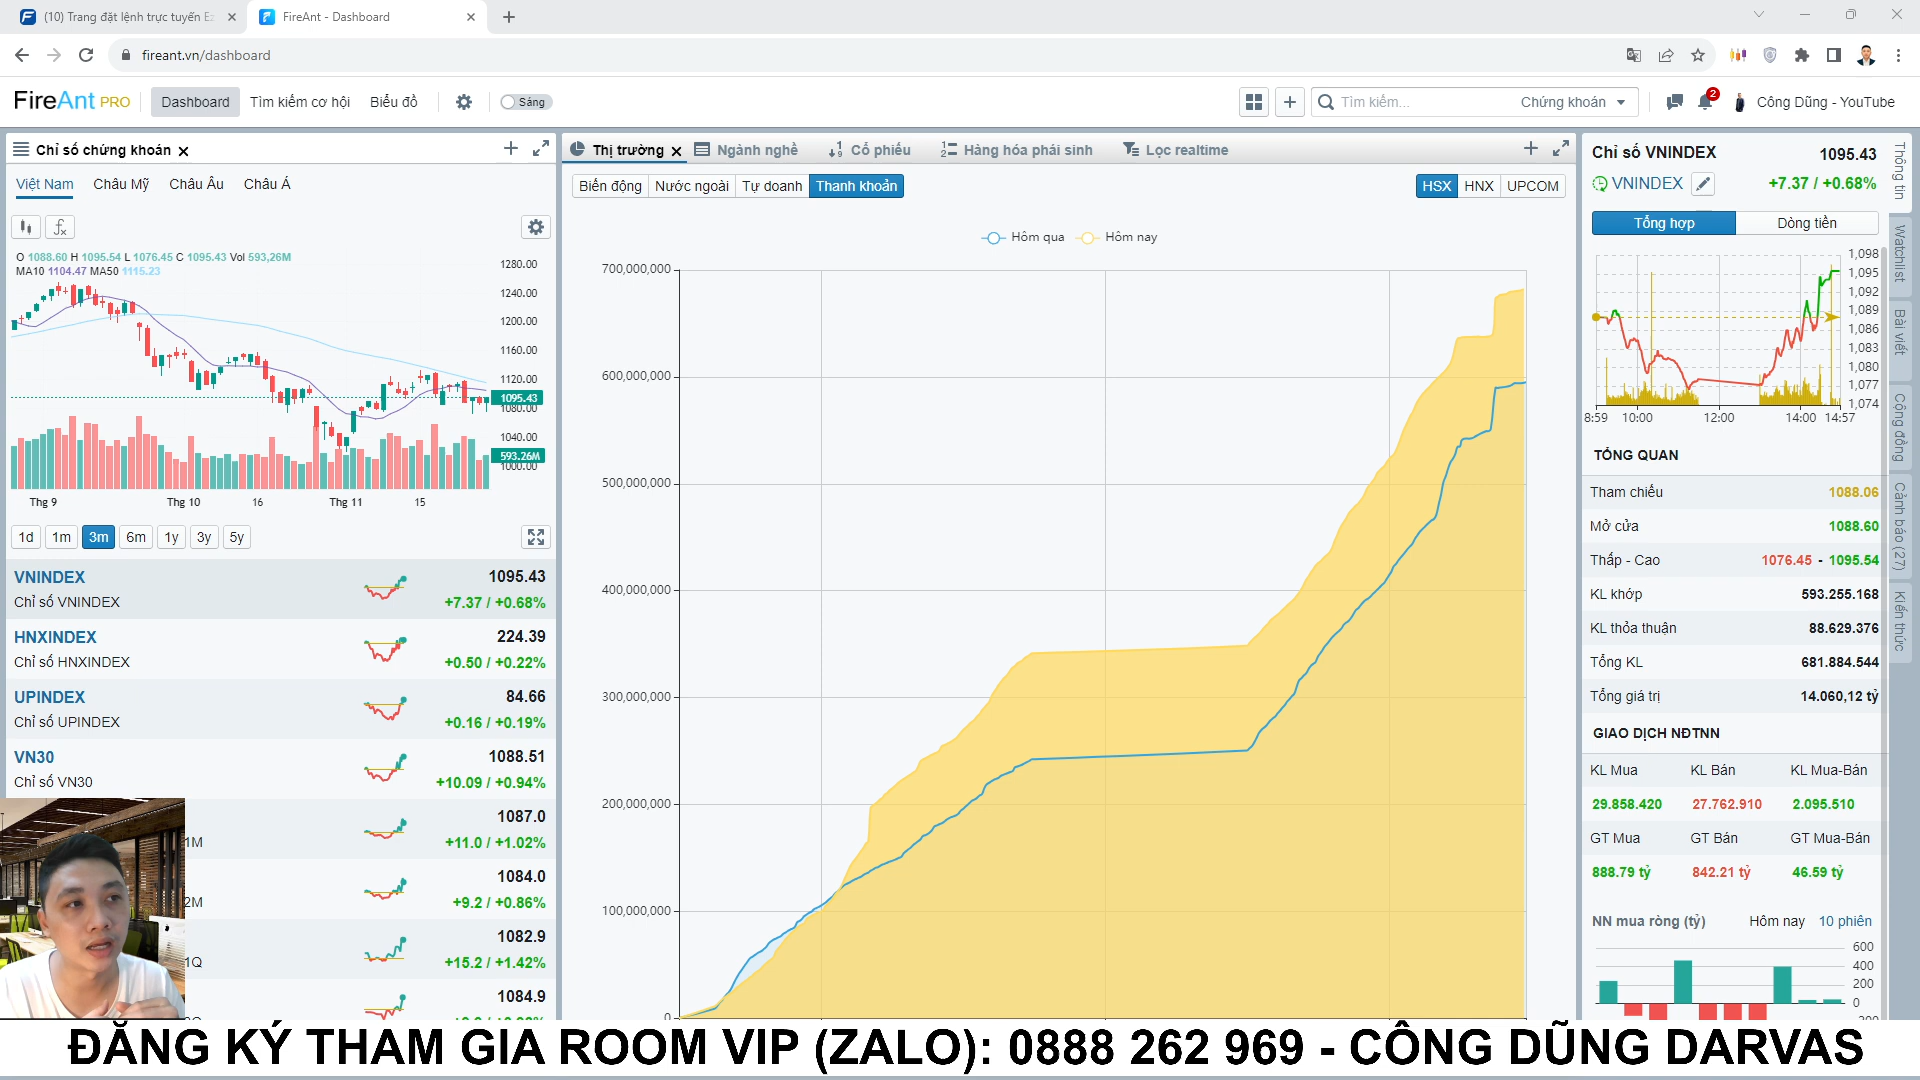 (10) Trang đặt lệnh trực tuyến Ez
FireAnt - Dashboard
fireant.vn/dashboard
FireAnt PRO
Dashboard
Tìm kiếm cơ hội
Biểu đồ
Sáng
Tìm kiếm...
Chứng khoán
2
Công Dũng - YouTube
Chỉ số chứng khoán
Việt Nam
Châu Mỹ
Châu Âu
Châu Á
O 1088.60 H 1095.54 L 1076.45 C 1095.43 Vol 593,26M
MA10 1104.47 MA50 1115.23
1280.00
1240.00
1200.00
1160.00
1120.00
1095.43
1080.00
1040.00
593.26M
1000.00
Thg 9
Thg 10
16
Thg 11
15
1d
1m
3m
6m
1y
3y
5y
VNINDEX
1095.43
Chỉ số VNINDEX
+7.37 / +0.68%
HNXINDEX
224.39
Chỉ số HNXINDEX
+0.50 / +0.22%
UPINDEX
84.66
Chỉ số UPINDEX
+0.16 / +0.19%
VN30
1088.51
Chỉ số VN30
+10.09 / +0.94%
1087.0
1M
+11.0 / +1.02%
1084.0
2M
+9.2 / +0.86%
1082.9
1Q
+15.2 / +1.42%
1084.9
Thị trường
Ngành nghề
Cổ phiếu
Hàng hóa phái sinh
Lọc realtime
Biến động
Nước ngoài
Tự doanh
Thanh khoản
HSX
HNX
UPCOM
Hôm qua
Hôm nay
700,000,000
600,000,000
500,000,000
400,000,000
300,000,000
200,000,000
100,000,000
0
Chỉ số VNINDEX
1095.43
VNINDEX
+7.37 / +0.68%
Tổng hợp
Dòng tiền
1,098
1,095
1,092
1,089
1,086
1,083
1,080
1,077
1,074
8:59
10:00
12:00
14:00
14:57
TỔNG QUAN
Tham chiếu
1088.06
Mở cửa
1088.60
Thấp - Cao
1076.45 - 1095.54
KL khớp
593.255.168
KL thỏa thuận
88.629.376
Tổng KL
681.884.544
Tổng giá trị
14.060,12 tỷ
GIAO DỊCH NĐTNN
KL Mua
KL Bán
KL Mua-Bán
29.858.420
27.762.910
2.095.510
GT Mua
GT Bán
GT Mua-Bán
888.79 tỷ
842.21 tỷ
46.59 tỷ
NN mua ròng (tỷ)
Hôm nay
10 phiên
600
400
200
0
Thông tin
Watchlist
Bài viết
Cộng đồng
Cảnh báo (27)
Kiến thức
ĐĂNG KÝ THAM GIA ROOM VIP (ZALO): 0888 262 969 - CÔNG DŨNG DARVAS